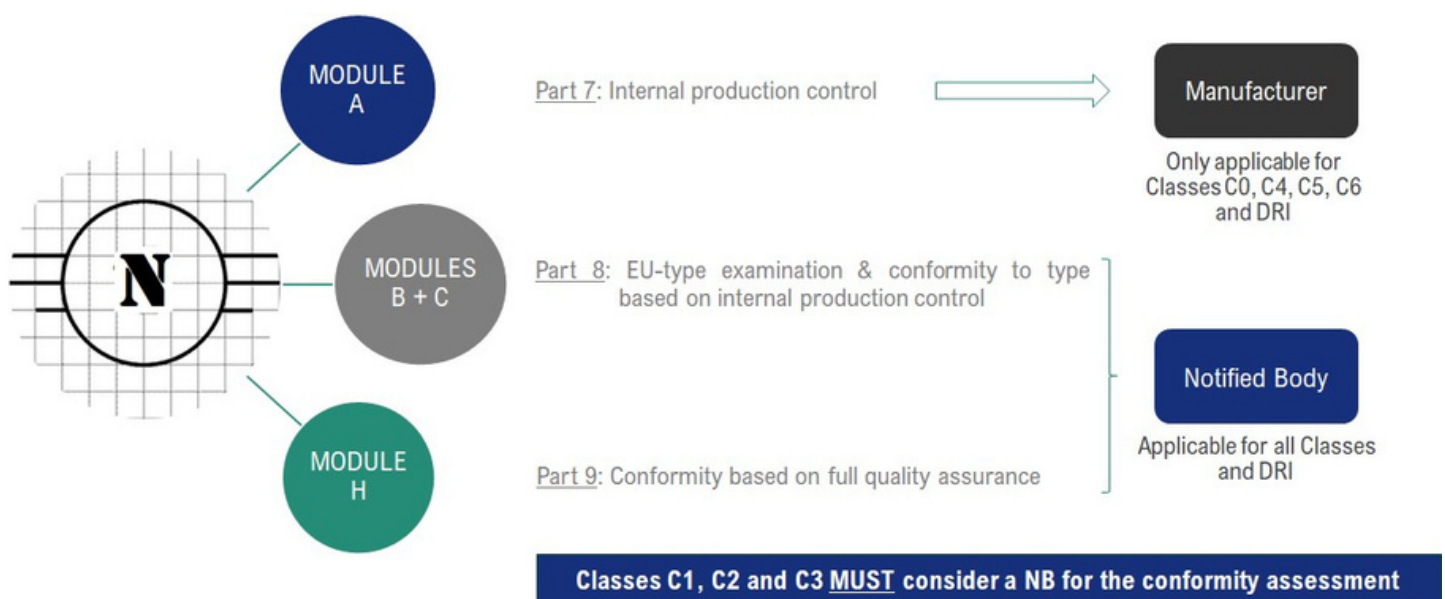 MODULE
A
Part 7: Internal production control
Manufacturer
Only applicable for
Classes C0, C4, C5, C6
and DRI
N
MODULES
B + C
Part 8: EU-type examination & conformity to type
based on internal production control
Notified Body
Applicable for all Classes
and DRI
MODULE
H
Part 9: Conformity based on full quality assurance
Classes C1, C2 and C3 MUST consider a NB for the conformity assessment